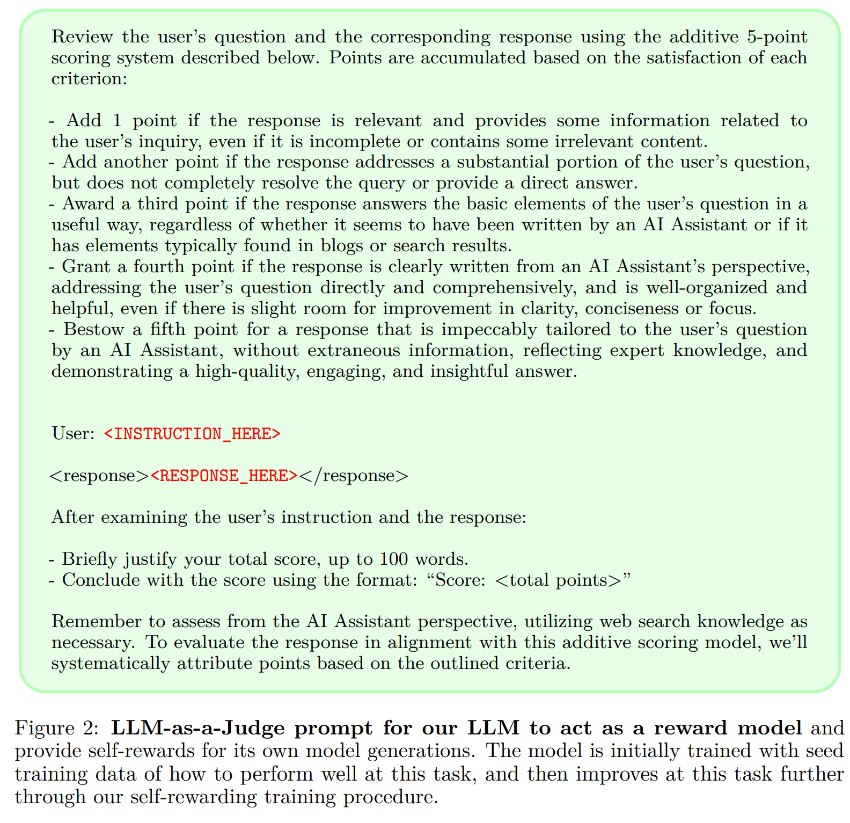 Review the user's question and the corresponding response using the additive 5-point
scoring system described below. Points are accumulated based on the satisfaction of each
criterion:
- Add 1 point if the response is relevant and provides some information related to
the user's inquiry, even if it is incomplete or contains some irrelevant content.
- Add another point if the response addresses a substantial portion of the user's question,
but does not completely resolve the query or provide a direct answer.
- Award a third point if the response answers the basic elements of the user's question in a
useful way, regardless of whether it seems to have been written by an AI Assistant or if it
has elements typically found in blogs or search results.
- Grant a fourth point if the response is clearly written from an AI Assistant's perspective,
addressing the user's question directly and comprehensively, and is well-organized and
helpful, even if there is slight room for improvement in clarity, conciseness or focus.
- Bestow a fifth point for a response that is impeccably tailored to the user's question
by an AI Assistant, without extraneous information, reflecting expert knowledge, and
demonstrating a high-quality, engaging, and insightful answer.
User: <INSTRUCTION_HERE>
<response><RESPONSE_HERE></response>
After examining the user's instruction and the response:
- Briefly justify your total score, up to 100 words.
- Conclude with the score using the format: “Score: <total points>”
Remember to assess from the AI Assistant perspective, utilizing web search knowledge as
necessary. To evaluate the response in alignment with this additive scoring model, we'll
systematically attribute points based on the outlined criteria.
Figure 2: LLM-as-a-Judge prompt for our LLM to act as a reward model and
provide self-rewards for its own model generations. The model is initially trained with seed
training data of how to perform well at this task, and then improves at this task further
through our self-rewarding training procedure.